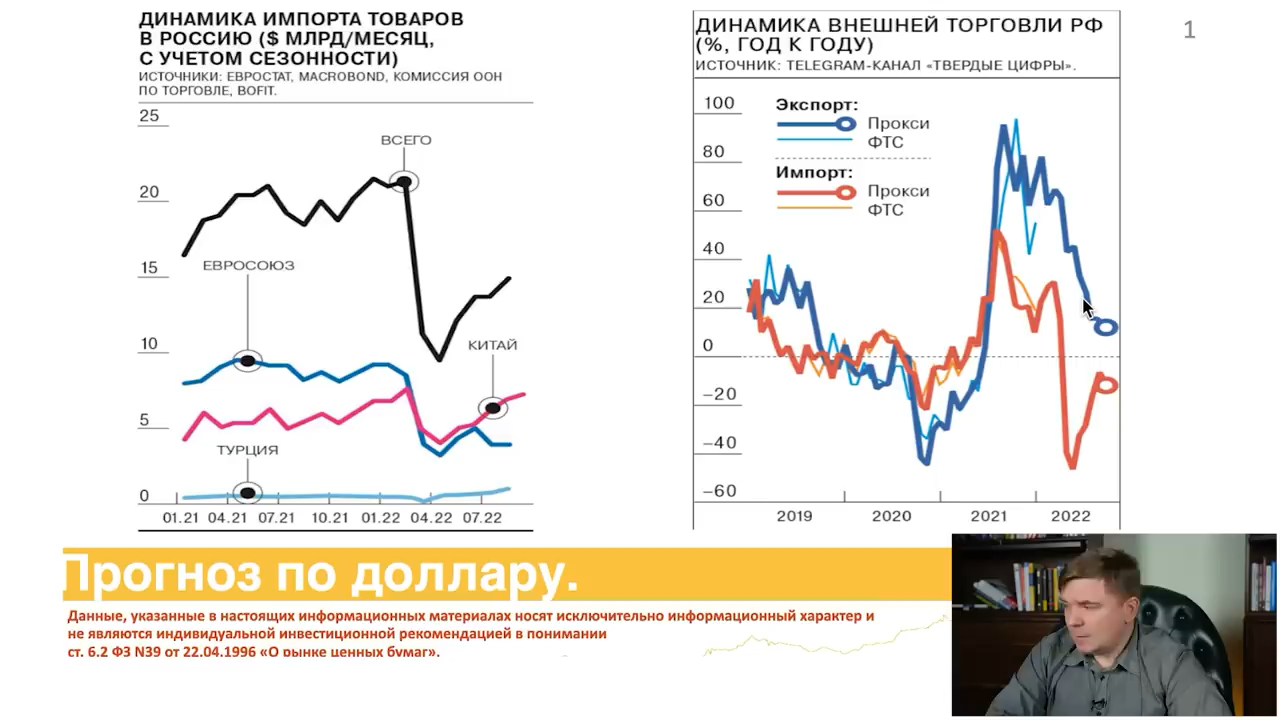 ДИНАМИКА ИМПОРТА ТОВАРОВ
В РОССИЮ ($ МЛРД/МЕСЯЦ,
С УЧЕТОМ СЕЗОННОСТИ)
ИСТОЧНИКИ: ЕВРОСТАТ, MACROBOND, КОМИССИЯ ООН
ПО ТОРГОВЛЕ, BOFIT.
25
20
15
10
5
0
ВСЕГО
ЕВРОСОЮЗ
КИТАЙ
ТУРЦИЯ
01.21 04.21 07.21 10.21 01.22 04.22 07.22
ДИНАМИКА ВНЕШНЕЙ ТОРГОВЛИ РФ
(%, ГОД К ГОДУ)
ИСТОЧНИК: TELEGRAM-КАНАЛ «ТВЕРДЫЕ ЦИФРЫ».
1
100
80
60
40
20
0
–20
–40
–60
Экспорт:
Прокси
ФТС
Импорт:
Прокси
ФТС
2019 2020 2021 2022
Прогноз по доллару.
Данные, указанные в настоящих информационных материалах носят исключительно информационный характер и
не являются индивидуальной инвестиционной рекомендацией в понимании
ст. 6.2 ФЗ N39 от 22.04.1996 «О рынке ценных бумаг».